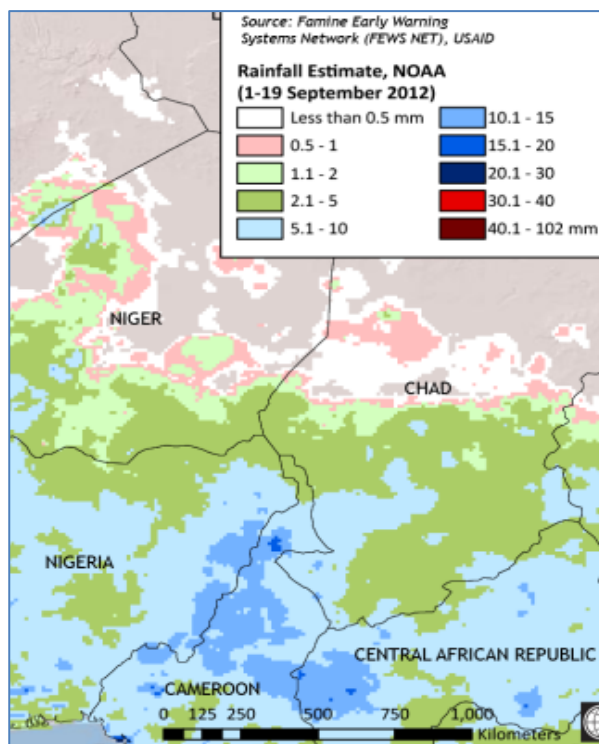 Source: Famine Early Warning
Systems Network (FEWS NET), USAID
Rainfall Estimate, NOAA
(1-19 September 2012)
Less than 0.5 mm
0.5 - 1
1.1 - 2
2.1 - 5
5.1 - 10
10.1 - 15
15.1 - 20
20.1 - 30
30.1 - 40
40.1 - 102 mm
NIGER
CHAD
NIGERIA
CENTRAL AFRICAN REPUBLIC
CAMEROON
0 125 250 500 750 1,000
Kilometers